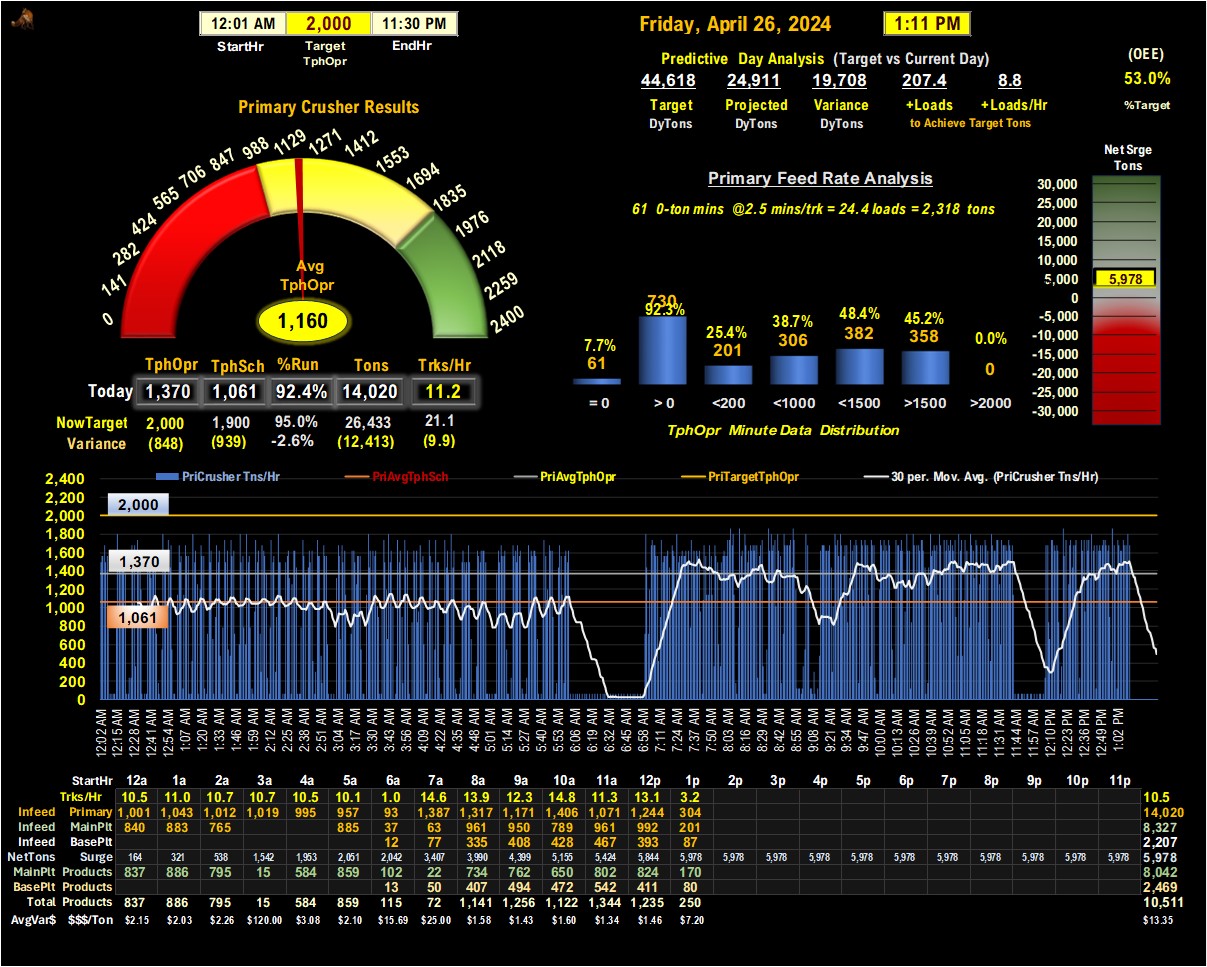 12:01 AM 2,000 11:30 PM
StartHr Target TphOpr EndHr
Friday, April 26, 2024 1:11 PM
Predictive Day Analysis (Target vs Current Day)
44,618 24,911 19,708 207.4 8.8
Target Projected Variance +Loads +Loads/Hr
DyTons DyTons DyTons to Achieve Target Tons
(OEE)
53.0%
%Target
Primary Crusher Results
0 141 282 424 565 706 847 988 1129 1271 1412 1553 1694 1835 1976 2118 2259 2400
Avg
TphOpr
1,160
TphOpr TphSch %Run Tons Trks/Hr
Today 1,370 1,061 92.4% 14,020 11.2
NowTarget 2,000 1,900 95.0% 26,433 21.1
Variance (848) (939) -2.6% (12,413) (9.9)
Primary Feed Rate Analysis
61 0-ton mins @2.5 mins/trk = 24.4 loads = 2,318 tons
7.7% 92.3% 25.4% 38.7% 48.4% 45.2% 0.0%
61 730 201 306 382 358 0
= 0 > 0 <200 <1000 <1500 >1500 >2000
TphOpr Minute Data Distribution
Net Srge
Tons
30,000
25,000
20,000
15,000
10,000
5,000
0
-5,000
-10,000
-15,000
-20,000
-25,000
-30,000
5,978
PriCrusher Tns/Hr PriAvgTphSch PriAvgTphOpr PriTargetTphOpr 30 per. Mov. Avg. (PriCrusher Tns/Hr)
2,400
2,200
2,000
1,800
1,600
1,400
1,200
1,000
800
600
400
200
0
2,000
1,370
1,061
12:02 AM 12:15 AM 12:28 AM 12:41 AM 12:54 AM 1:07 AM 1:20 AM 1:33 AM 1:46 AM 1:59 AM 2:12 AM 2:25 AM 2:38 AM 2:51 AM 3:04 AM 3:17 AM 3:30 AM 3:43 AM 3:56 AM 4:09 AM 4:22 AM 4:35 AM 4:48 AM 5:01 AM 5:14 AM 5:27 AM 5:40 AM 5:53 AM 6:06 AM 6:19 AM 6:32 AM 6:45 AM 6:58 AM 7:11 AM 7:24 AM 7:37 AM 7:50 AM 8:03 AM 8:16 AM 8:29 AM 8:42 AM 8:55 AM 9:08 AM 9:21 AM 9:34 AM 9:47 AM 10:00 AM 10:13 AM 10:26 AM 10:39 AM 10:52 AM 11:05 AM 11:18 AM 11:31 AM 11:44 AM 11:57 AM 12:10 PM 12:23 PM 12:36 PM 12:49 PM 1:02 PM
StartHr 12a 1a 2a 3a 4a 5a 6a 7a 8a 9a 10a 11a 12p 1p 2p 3p 4p 5p 6p 7p 8p 9p 10p 11p
Trks/Hr 10.5 11.0 10.7 10.7 10.5 10.1 1.0 14.6 13.9 12.3 14.8 11.3 13.1 3.2 10.5
Infeed Primary 1,001 1,043 1,012 1,019 995 957 93 1,387 1,317 1,171 1,406 1,071 1,244 304 14,020
Infeed MainPlt 840 883 765 885 37 63 961 950 789 961 992 201 8,327
Infeed BasePlt 12 77 335 408 428 467 393 87 2,207
NetTons Surge 164 321 538 1,542 1,953 2,051 2,042 3,407 3,990 4,399 5,155 5,424 5,844 5,978 5,978 5,978 5,978 5,978 5,978 5,978 5,978 5,978 5,978 5,978 5,978
MainPlt Products 837 886 795 15 584 859 102 22 734 762 650 802 824 170 8,042
BasePlt Products 13 50 407 494 472 542 411 80 2,469
Total Products 837 886 795 15 584 859 115 72 1,141 1,256 1,122 1,344 1,235 250 10,511
AvgVar$ $$$/Ton $2.15 $2.03 $2.26 $120.00 $3.08 $2.10 $15.69 $25.00 $1.58 $1.43 $1.60 $1.34 $1.46 $7.20 $13.35